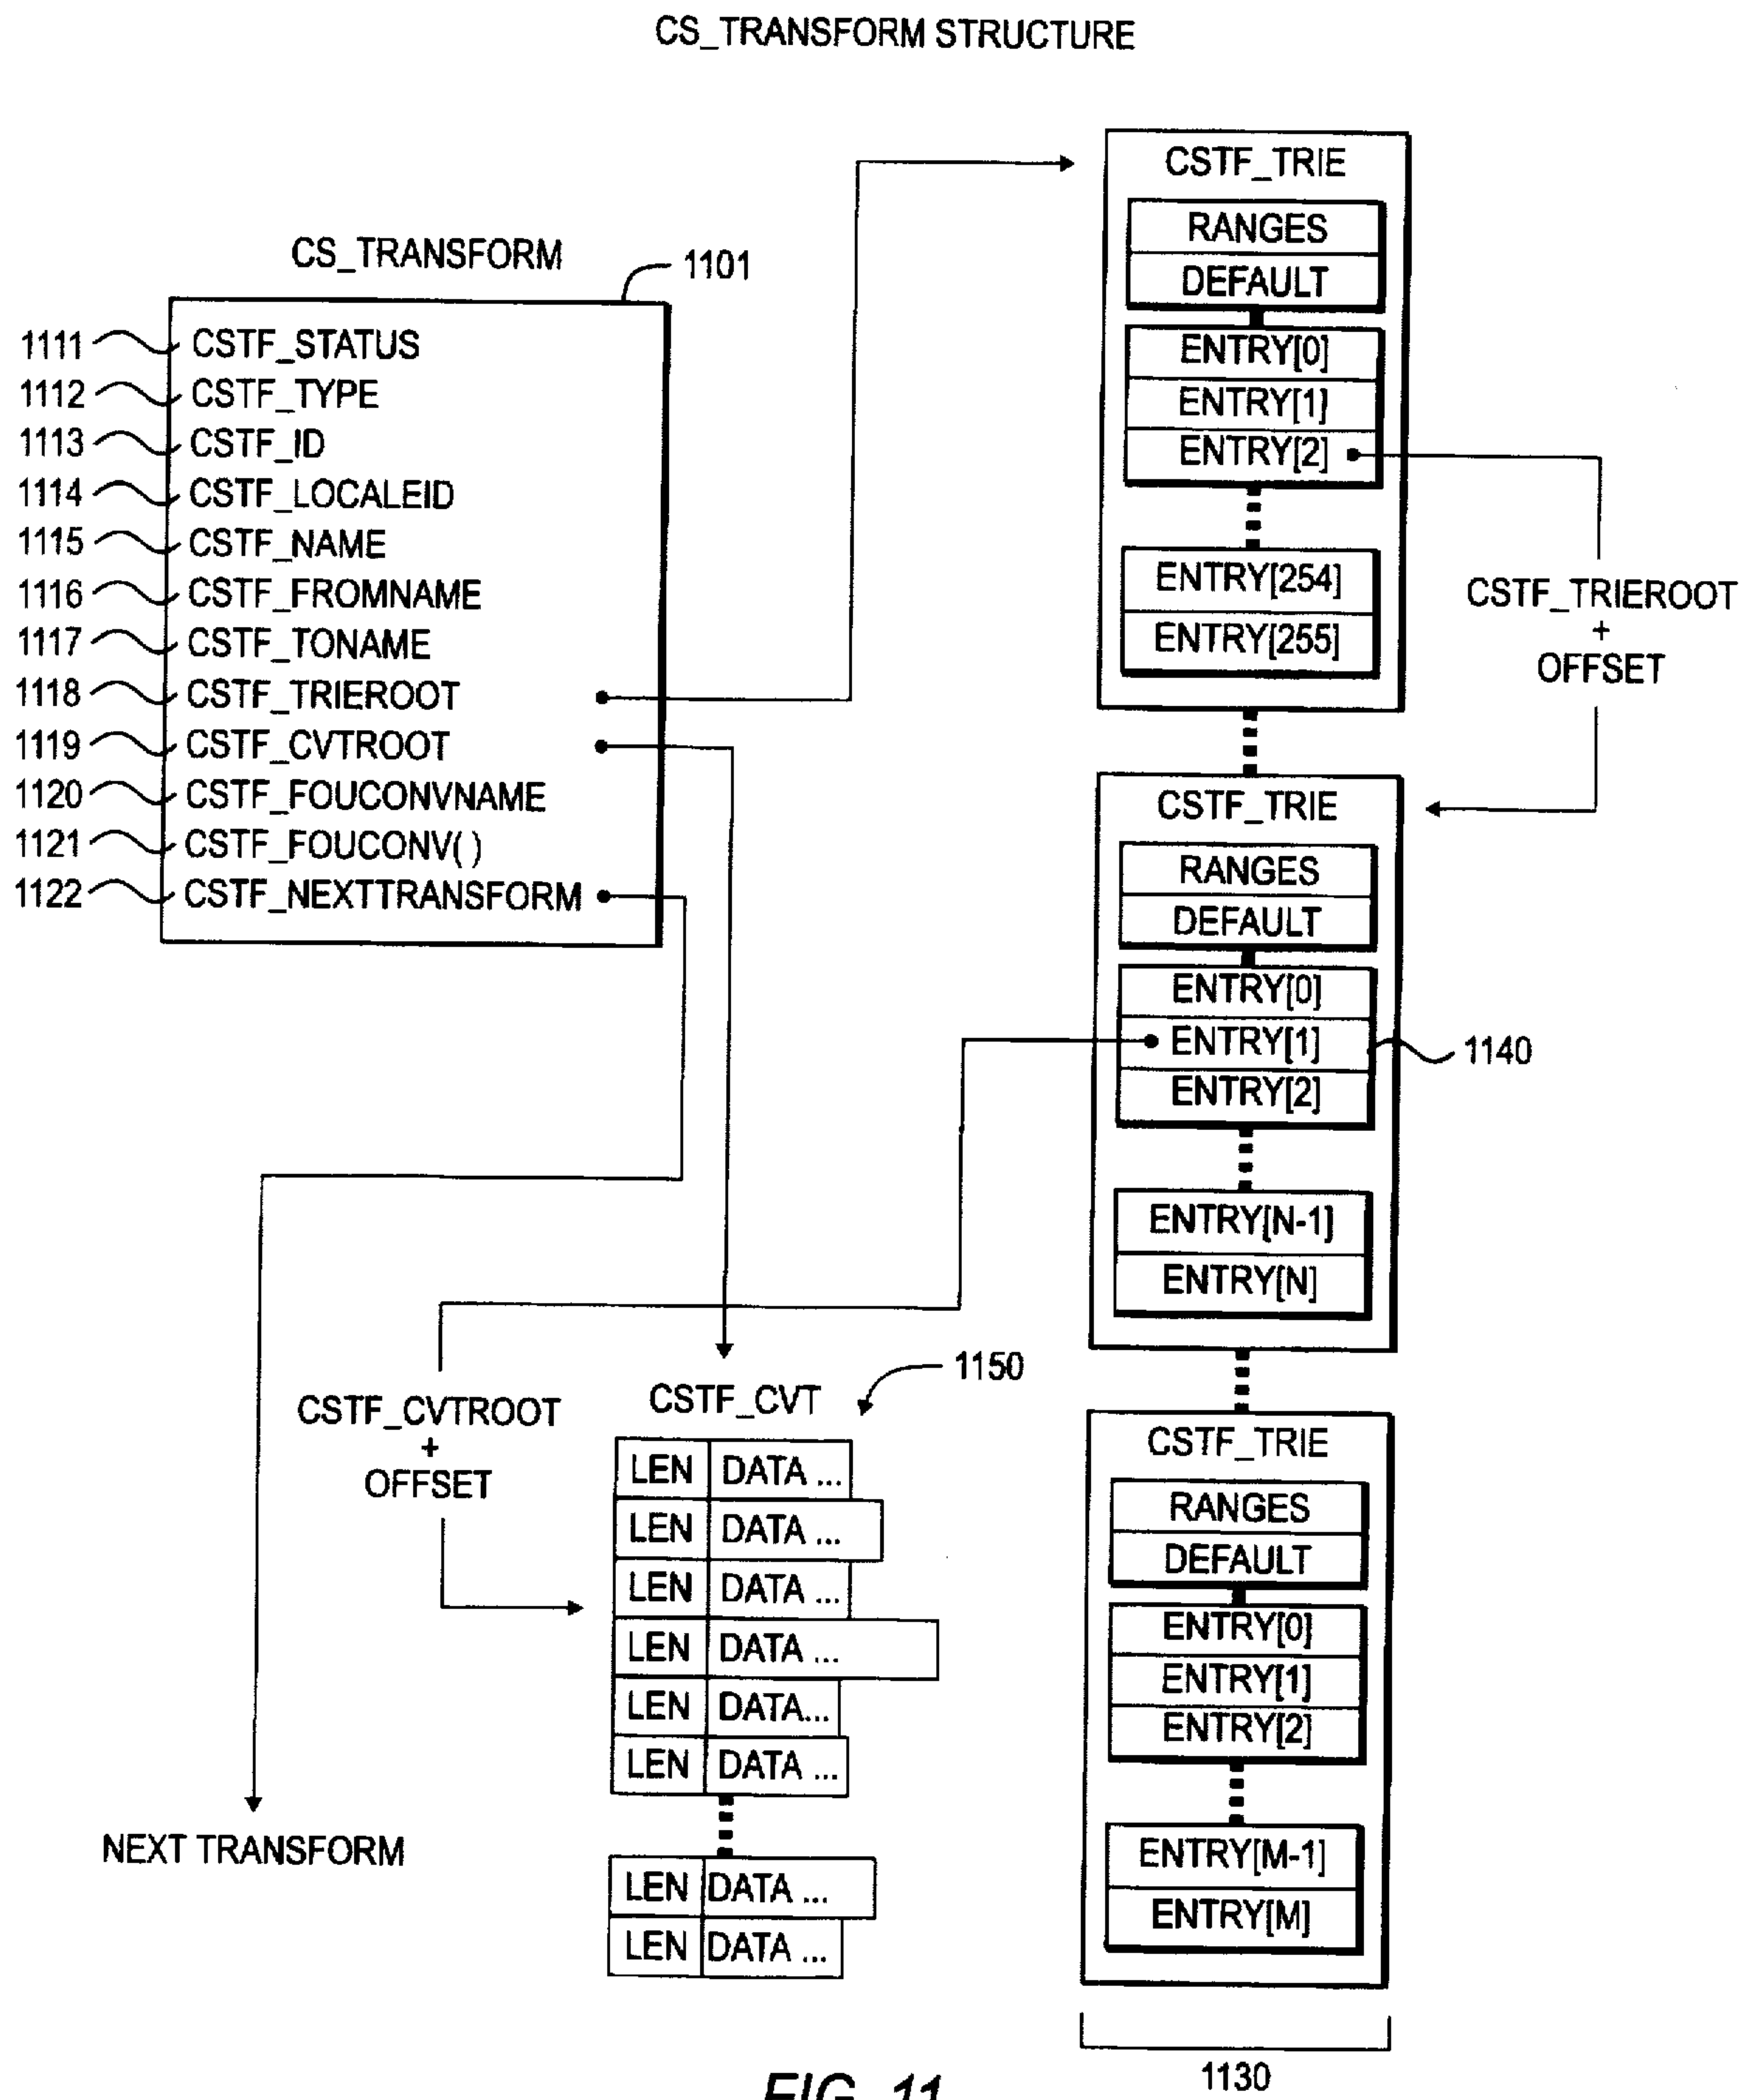 CS_TRANSFORM STRUCTURE
CS_TRANSFORM
1101
1111 CSTF_STATUS
1112 CSTF_TYPE
1113 CSTF_ID
1114 CSTF_LOCALEID
1115 CSTF_NAME
1116 CSTF_FROMNAME
1117 CSTF_TONAME
1118 CSTF_TRIEROOT
1119 CSTF_CVTROOT
1120 CSTF_FOUCONVNAME
1121 CSTF_FOUCONV( )
1122 CSTF_NEXTTRANSFORM
CSTF_TRIE
RANGES
DEFAULT
ENTRY[0]
ENTRY[1]
ENTRY[2]
ENTRY[254]
ENTRY[255]
CSTF_TRIEROOT
+
OFFSET
CSTF_TRIE
RANGES
DEFAULT
ENTRY[0]
ENTRY[1]
1140
ENTRY[2]
ENTRY[N-1]
ENTRY[N]
CSTF_CVTROOT
+
OFFSET
CSTF_CVT
1150
LEN DATA ...
LEN DATA ...
LEN DATA ...
LEN DATA ...
LEN DATA...
LEN DATA ...
LEN DATA ...
LEN DATA ...
NEXT TRANSFORM
CSTF_TRIE
RANGES
DEFAULT
ENTRY[0]
ENTRY[1]
ENTRY[2]
ENTRY[M-1]
ENTRY[M]
1130
FIG. 11